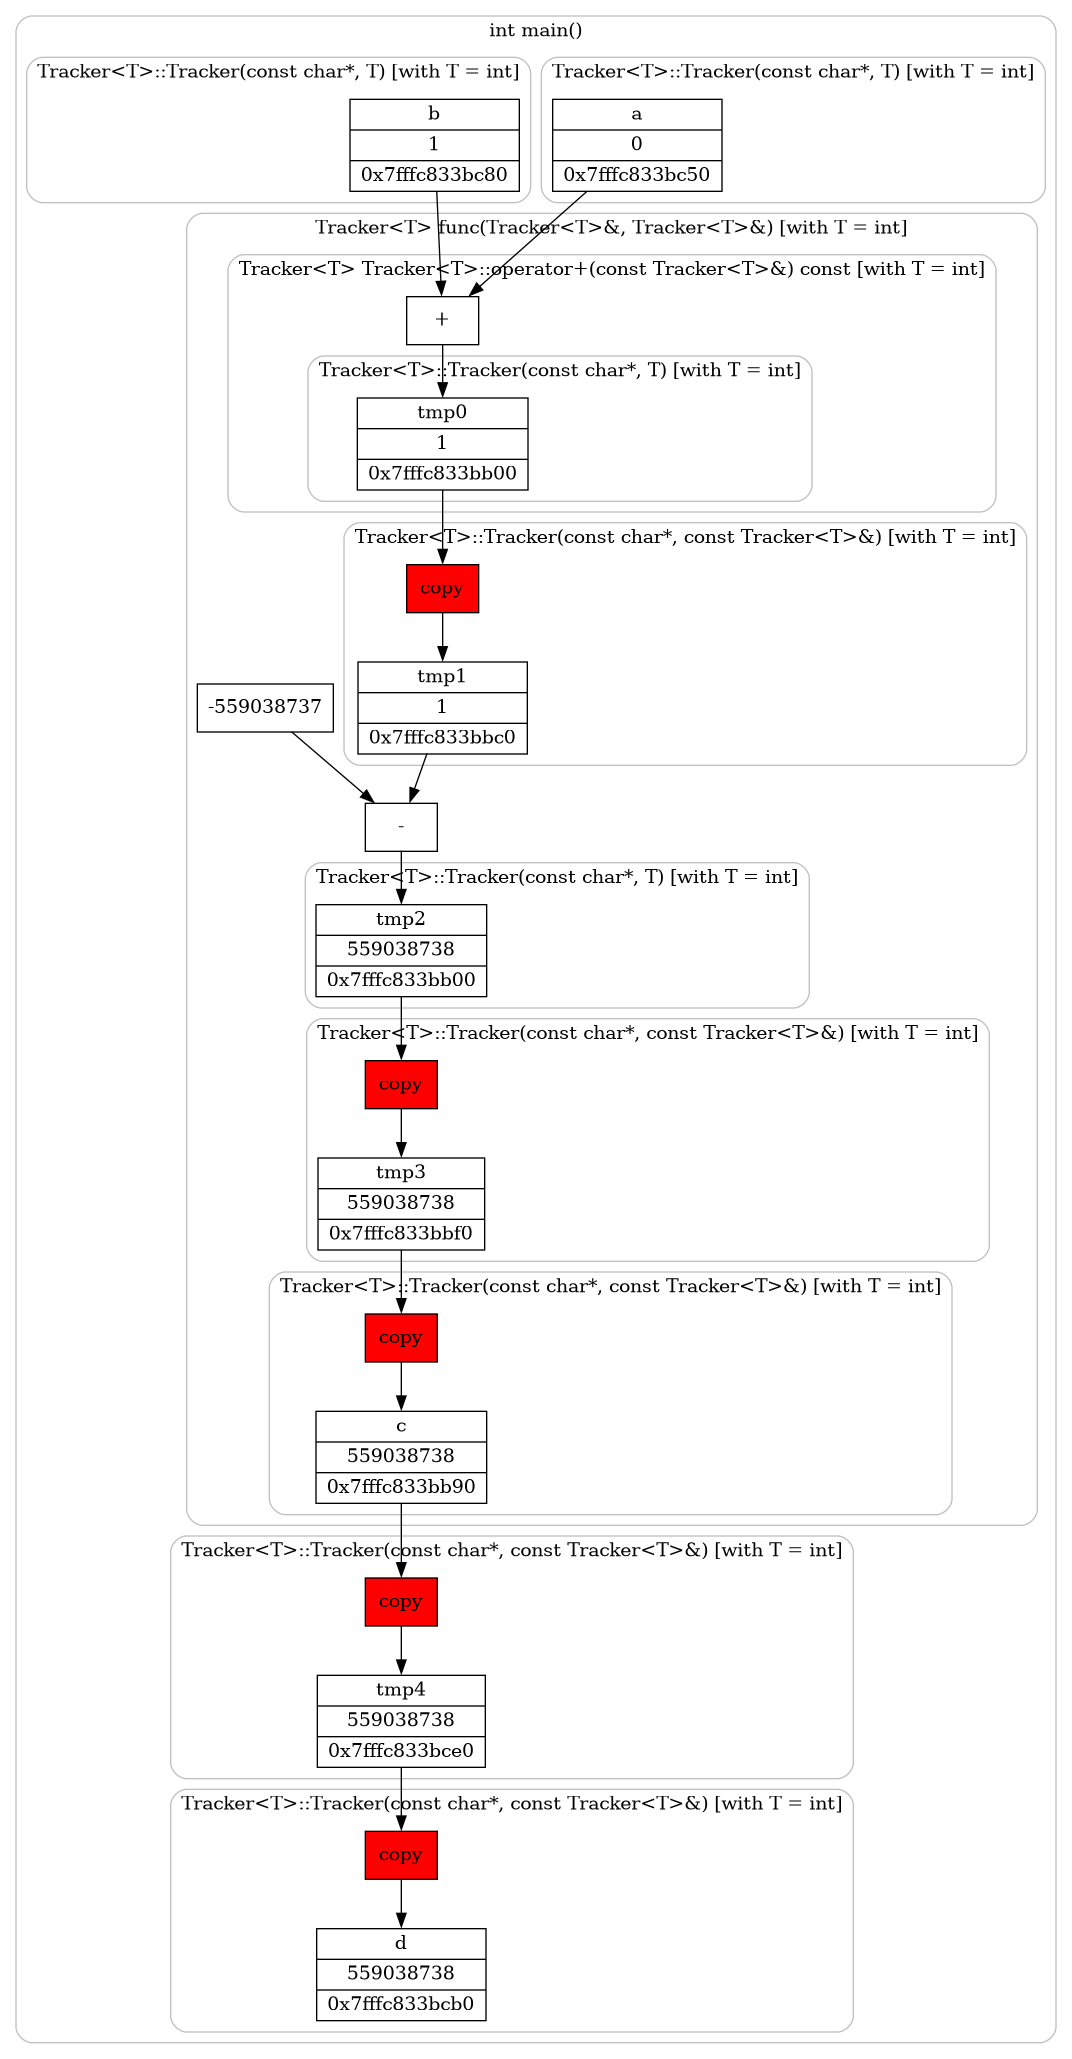 int main()
Tracker<T>::Tracker(const char*, T) [with T = int]
b
1
0x7fffc833bc80
Tracker<T>::Tracker(const char*, T) [with T = int]
a
0
0x7fffc833bc50
Tracker<T> func(Tracker<T>&, Tracker<T>&) [with T = int]
Tracker<T> Tracker<T>::operator+(const Tracker<T>&) const [with T = int]
+
Tracker<T>::Tracker(const char*, T) [with T = int]
tmp0
1
0x7fffc833bb00
Tracker<T>::Tracker(const char*, const Tracker<T>&) [with T = int]
copy
tmp1
1
0x7fffc833bbc0
-559038737
-
Tracker<T>::Tracker(const char*, T) [with T = int]
tmp2
559038738
0x7fffc833bb00
Tracker<T>::Tracker(const char*, const Tracker<T>&) [with T = int]
copy
tmp3
559038738
0x7fffc833bbf0
Tracker<T>::Tracker(const char*, const Tracker<T>&) [with T = int]
copy
c
559038738
0x7fffc833bb90
Tracker<T>::Tracker(const char*, const Tracker<T>&) [with T = int]
copy
tmp4
559038738
0x7fffc833bce0
Tracker<T>::Tracker(const char*, const Tracker<T>&) [with T = int]
copy
d
559038738
0x7fffc833bcb0